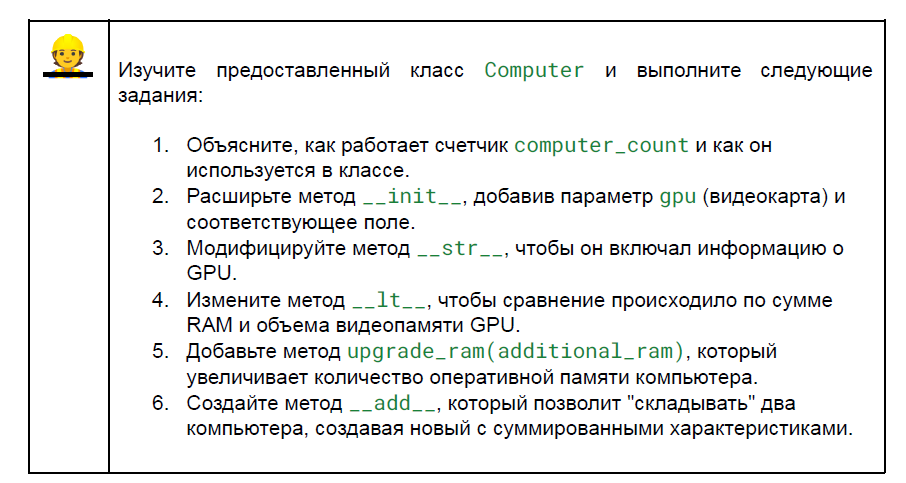 Изучите предоставленный класс Computer и выполните следующие
задания:
1. Объясните, как работает счетчик computer_count и как он
используется в классе.
2. Расширьте метод __init__, добавив параметр gpu (видеокарта) и
соответствующее поле.
3. Модифицируйте метод __str__, чтобы он включал информацию о
GPU.
4. Измените метод __lt__, чтобы сравнение происходило по сумме
RAM и объема видеопамяти GPU.
5. Добавьте метод upgrade_ram(additional_ram), который
увеличивает количество оперативной памяти компьютера.
6. Создайте метод __add__, который позволит "складывать" два
компьютера, создавая новый с суммированными характеристиками.